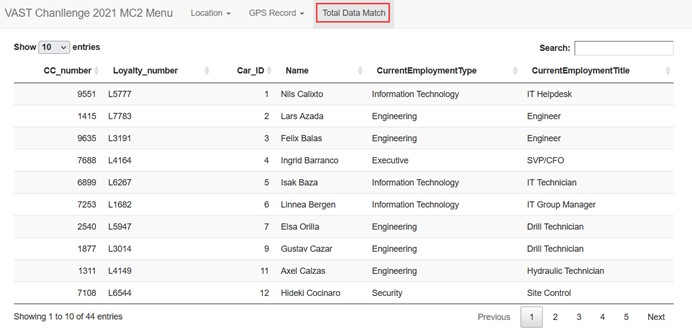 VAST Chanllenge 2021 MC2 Menu Location GPS Record Total Data Match
Show 10 entries Search:
CC_number Loyalty_number Car_ID Name CurrentEmploymentType CurrentEmploymentTitle
9551 L5777 1 Nils Calixto Information Technology IT Helpdesk
1415 L7783 2 Lars Azada Engineering Engineer
9635 L3191 3 Felix Balas Engineering Engineer
7688 L4164 4 Ingrid Barranco Executive SVP/CFO
6899 L6267 5 Isak Baza Information Technology IT Technician
7253 L1682 6 Linnea Bergen Information Technology IT Group Manager
2540 L5947 7 Elsa Orilla Engineering Drill Technician
1877 L3014 9 Gustav Cazar Engineering Drill Technician
1311 L4149 11 Axel Calzas Engineering Hydraulic Technician
7108 L6544 12 Hideki Cocinaro Security Site Control
Showing 1 to 10 of 44 entries Previous 1 2 3 4 5 Next